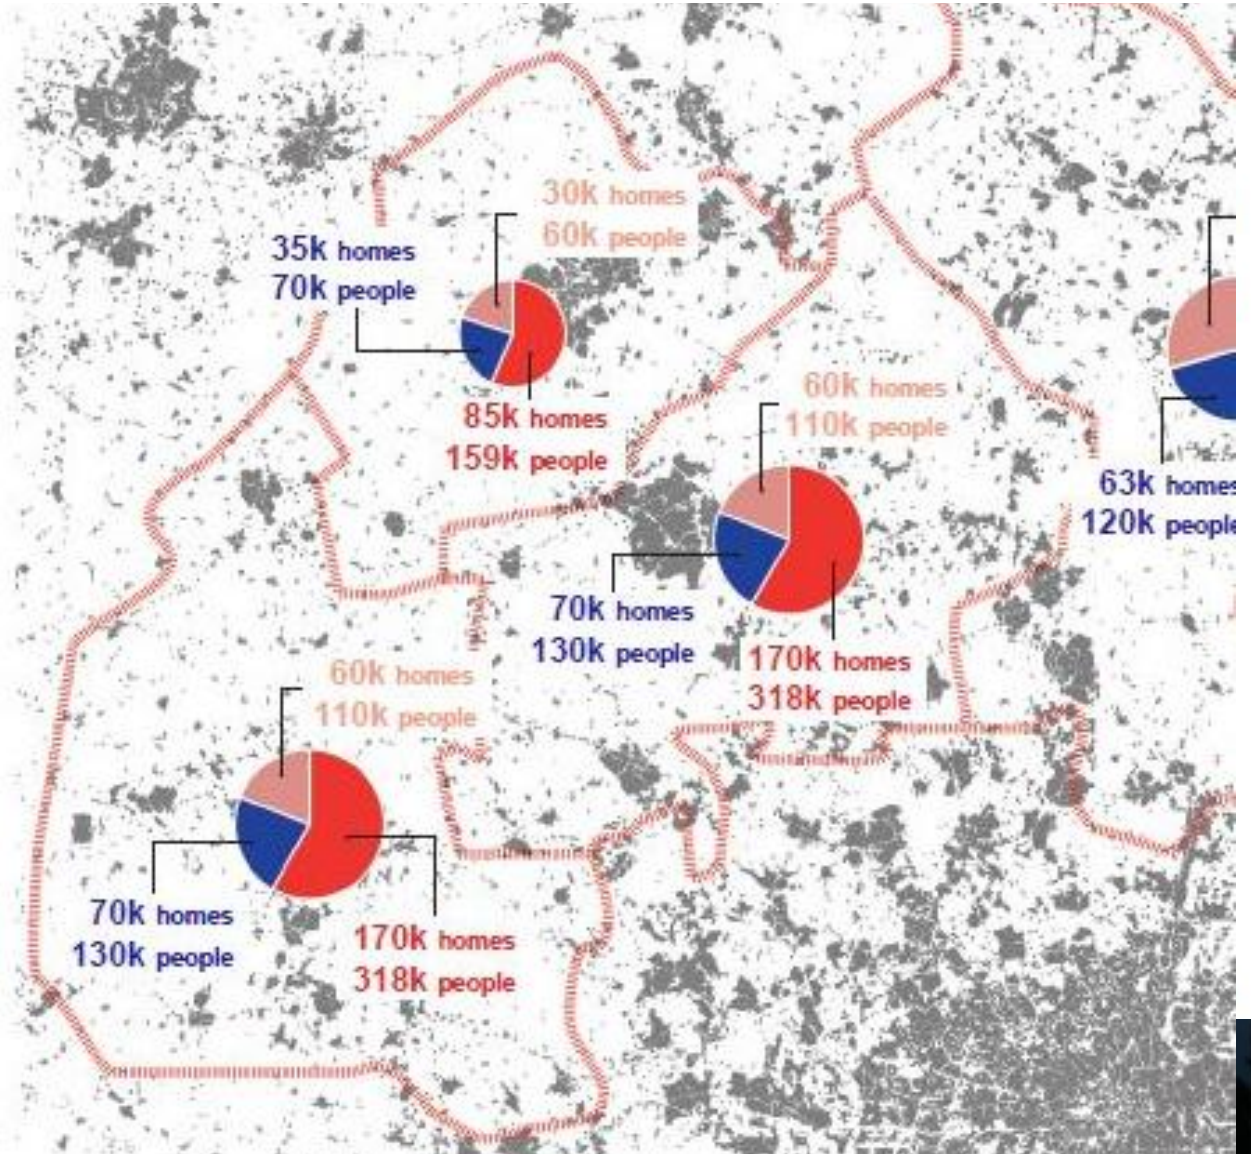 30k homes
60k people
35k homes
70k people
85k homes
159k people
60k homes
110k people
63k homes
120k people
70k homes
130k people
170k homes
318k people
60k homes
110k people
70k homes
130k people
170k homes
318k people